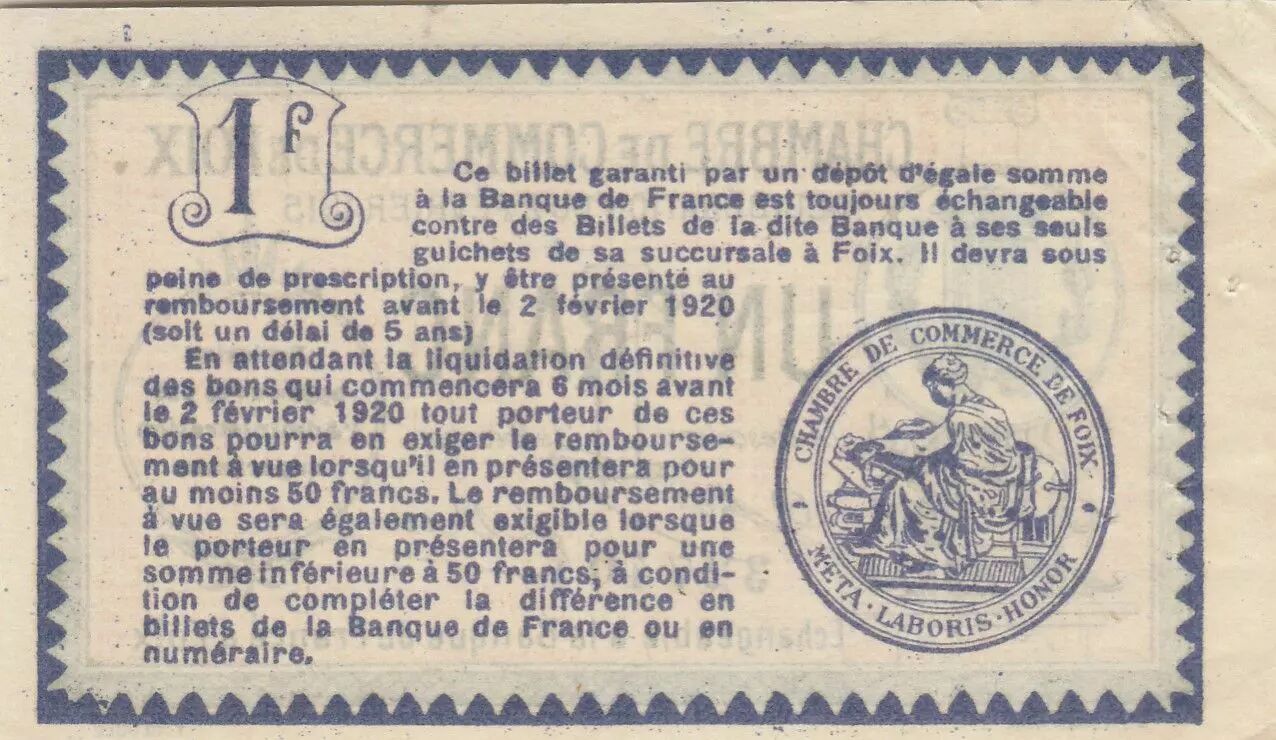 1f
Ce billet garanti par un dépôt d'égale somme
à la Banque de France est toujours échangeable
contre des Billets de la dite Banque à ses seuls
guichets de sa succursale à Foix. Il devra sous
peine de prescription, y être présenté au
remboursement avant le 2 février 1920
(soit un délai de 5 ans)
En attendant la liquidation définitive
des bons qui commencera 6 mois avant
le 2 février 1920 tout porteur de ces
bons pourra en exiger le rembourse-
ment à vue lorsqu'il en présentera pour
au moins 50 francs. Le remboursement
à vue sera également exigible lorsque
le porteur en présentera pour une
somme inférieure à 50 francs, à condi-
tion de compléter la différence en
billets de la Banque de France ou en
numéraire.
CHAMBRE DE COMMERCE DE FOIX
META · LABORIS · HONOR